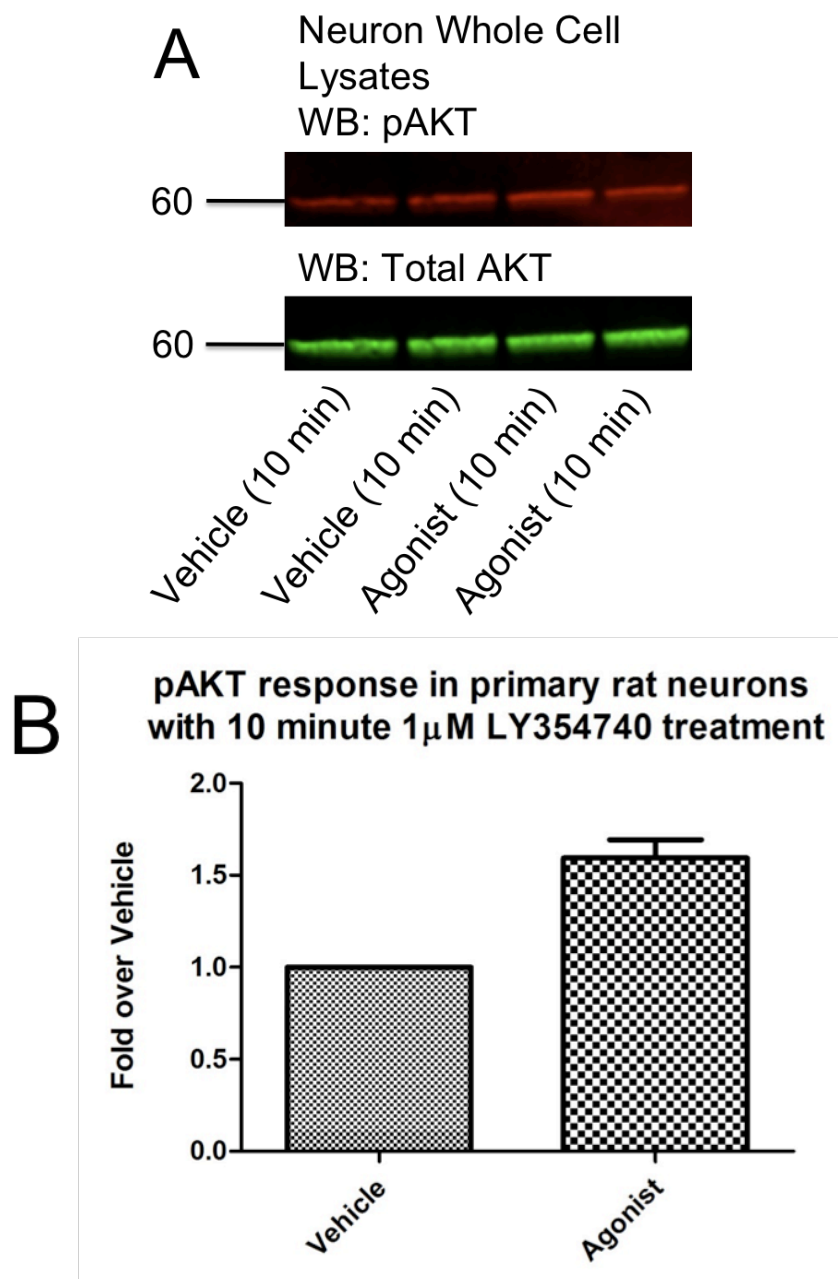 A
Neuron Whole Cell
Lysates
WB: pAKT
60
WB: Total AKT
60
Vehicle (10 min)
Vehicle (10 min)
Agonist (10 min)
Agonist (10 min)
B
pAKT response in primary rat neurons
with 10 minute 1μM LY354740 treatment
Fold over Vehicle
2.0
1.5
1.0
0.5
0.0
Vehicle
Agonist